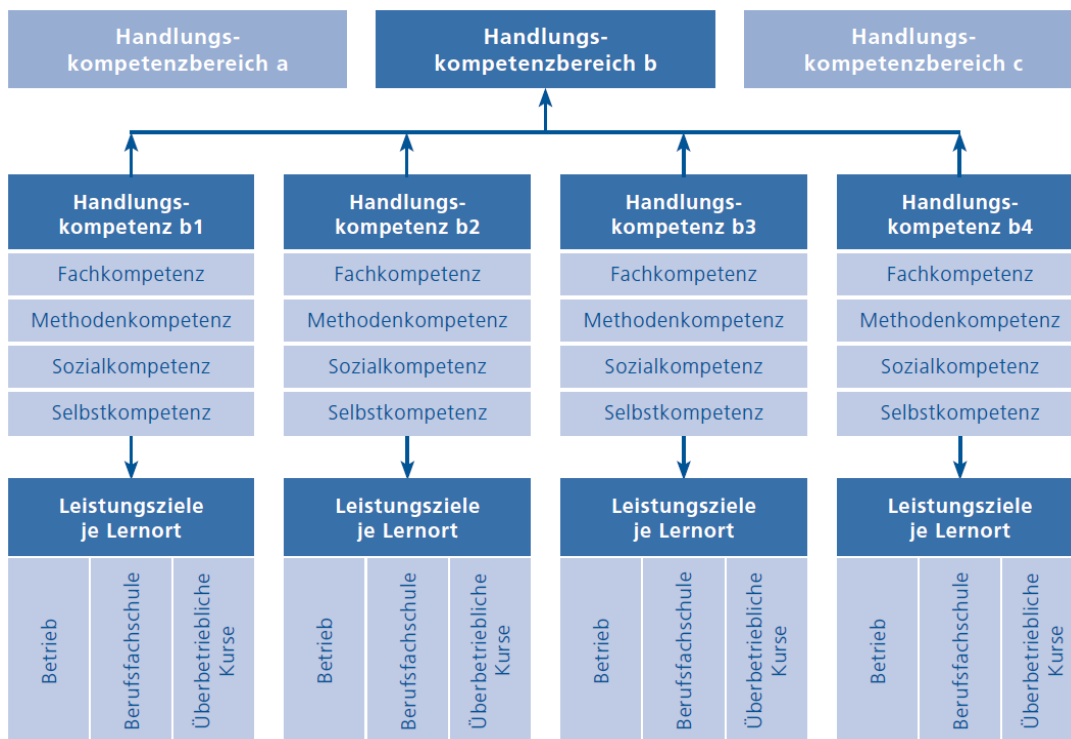 Handlungs-
kompetenzbereich a
Handlungs-
kompetenzbereich b
Handlungs-
kompetenzbereich c
Handlungs-
kompetenz b1
Handlungs-
kompetenz b2
Handlungs-
kompetenz b3
Handlungs-
kompetenz b4
Fachkompetenz
Fachkompetenz
Fachkompetenz
Fachkompetenz
Methodenkompetenz
Methodenkompetenz
Methodenkompetenz
Methodenkompetenz
Sozialkompetenz
Sozialkompetenz
Sozialkompetenz
Sozialkompetenz
Selbstkompetenz
Selbstkompetenz
Selbstkompetenz
Selbstkompetenz
Leistungsziele
je Lernort
Leistungsziele
je Lernort
Leistungsziele
je Lernort
Leistungsziele
je Lernort
Betrieb
Berufsfachschule
Überbetriebliche
Kurse
Betrieb
Berufsfachschule
Überbetriebliche
Kurse
Betrieb
Berufsfachschule
Überbetriebliche
Kurse
Betrieb
Berufsfachschule
Überbetriebliche
Kurse